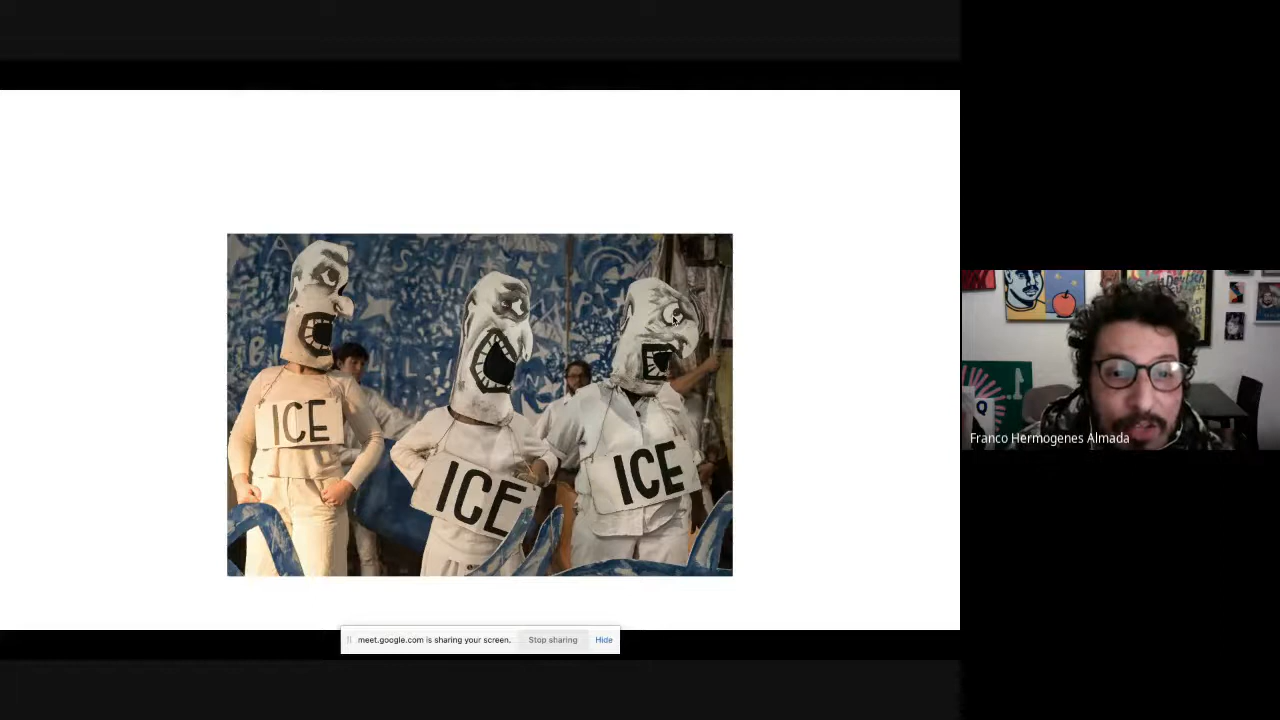 ICE
ICE
ICE
meet.google.com is sharing your screen.
Stop sharing
Hide
Franco Hermogenes Almada